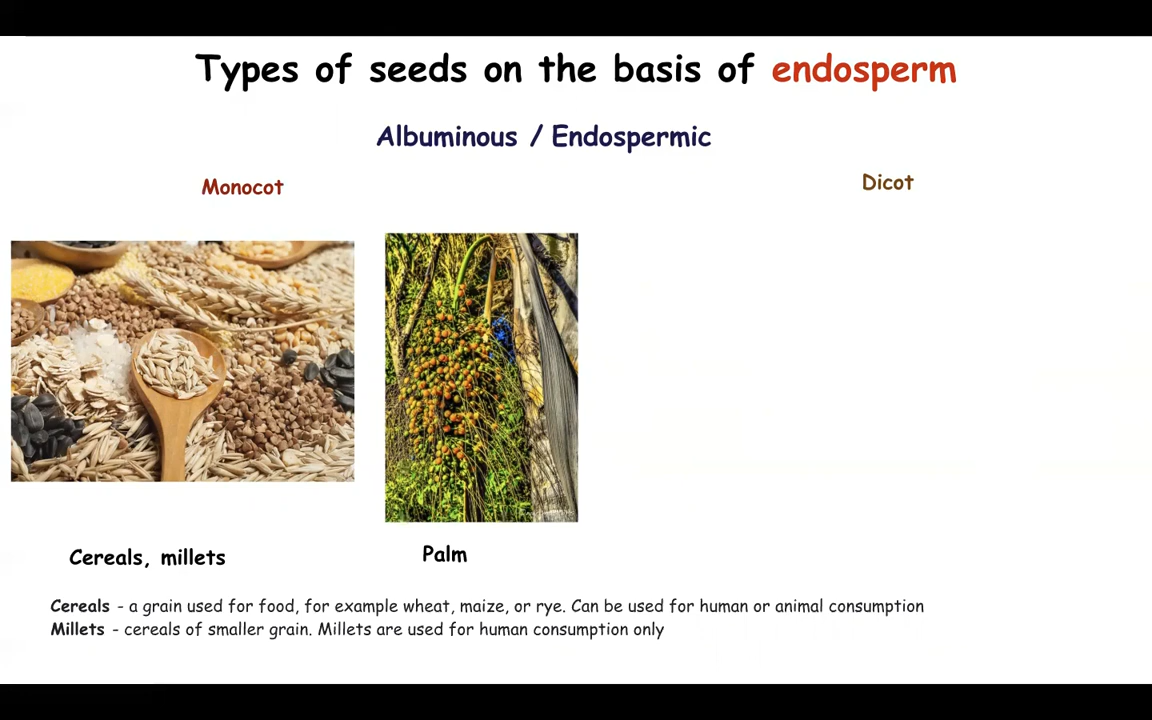 Types of seeds on the basis of endosperm
Albuminous / Endospermic
Monocot
Dicot
Cereals, millets
Palm
Cereals - a grain used for food, for example wheat, maize, or rye. Can be used for human or animal consumption
Millets - cereals of smaller grain. Millets are used for human consumption only